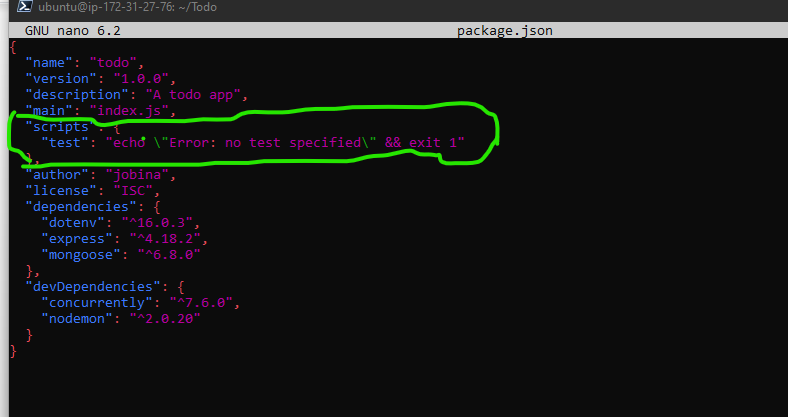 ubuntu@ip-172-31-27-76: ~/Todo
GNU nano 6.2 package.json
{
"name": "todo",
"version": "1.0.0",
"description": "A todo app",
"main": "index.js",
"scripts": {
"test": "echo \"Error: no test specified\" && exit 1"
},
"author": "jobina",
"license": "ISC",
"dependencies": {
"dotenv": "^16.0.3",
"express": "^4.18.2",
"mongoose": "^6.8.0"
},
"devDependencies": {
"concurrently": "^7.6.0",
"nodemon": "^2.0.20"
}
}